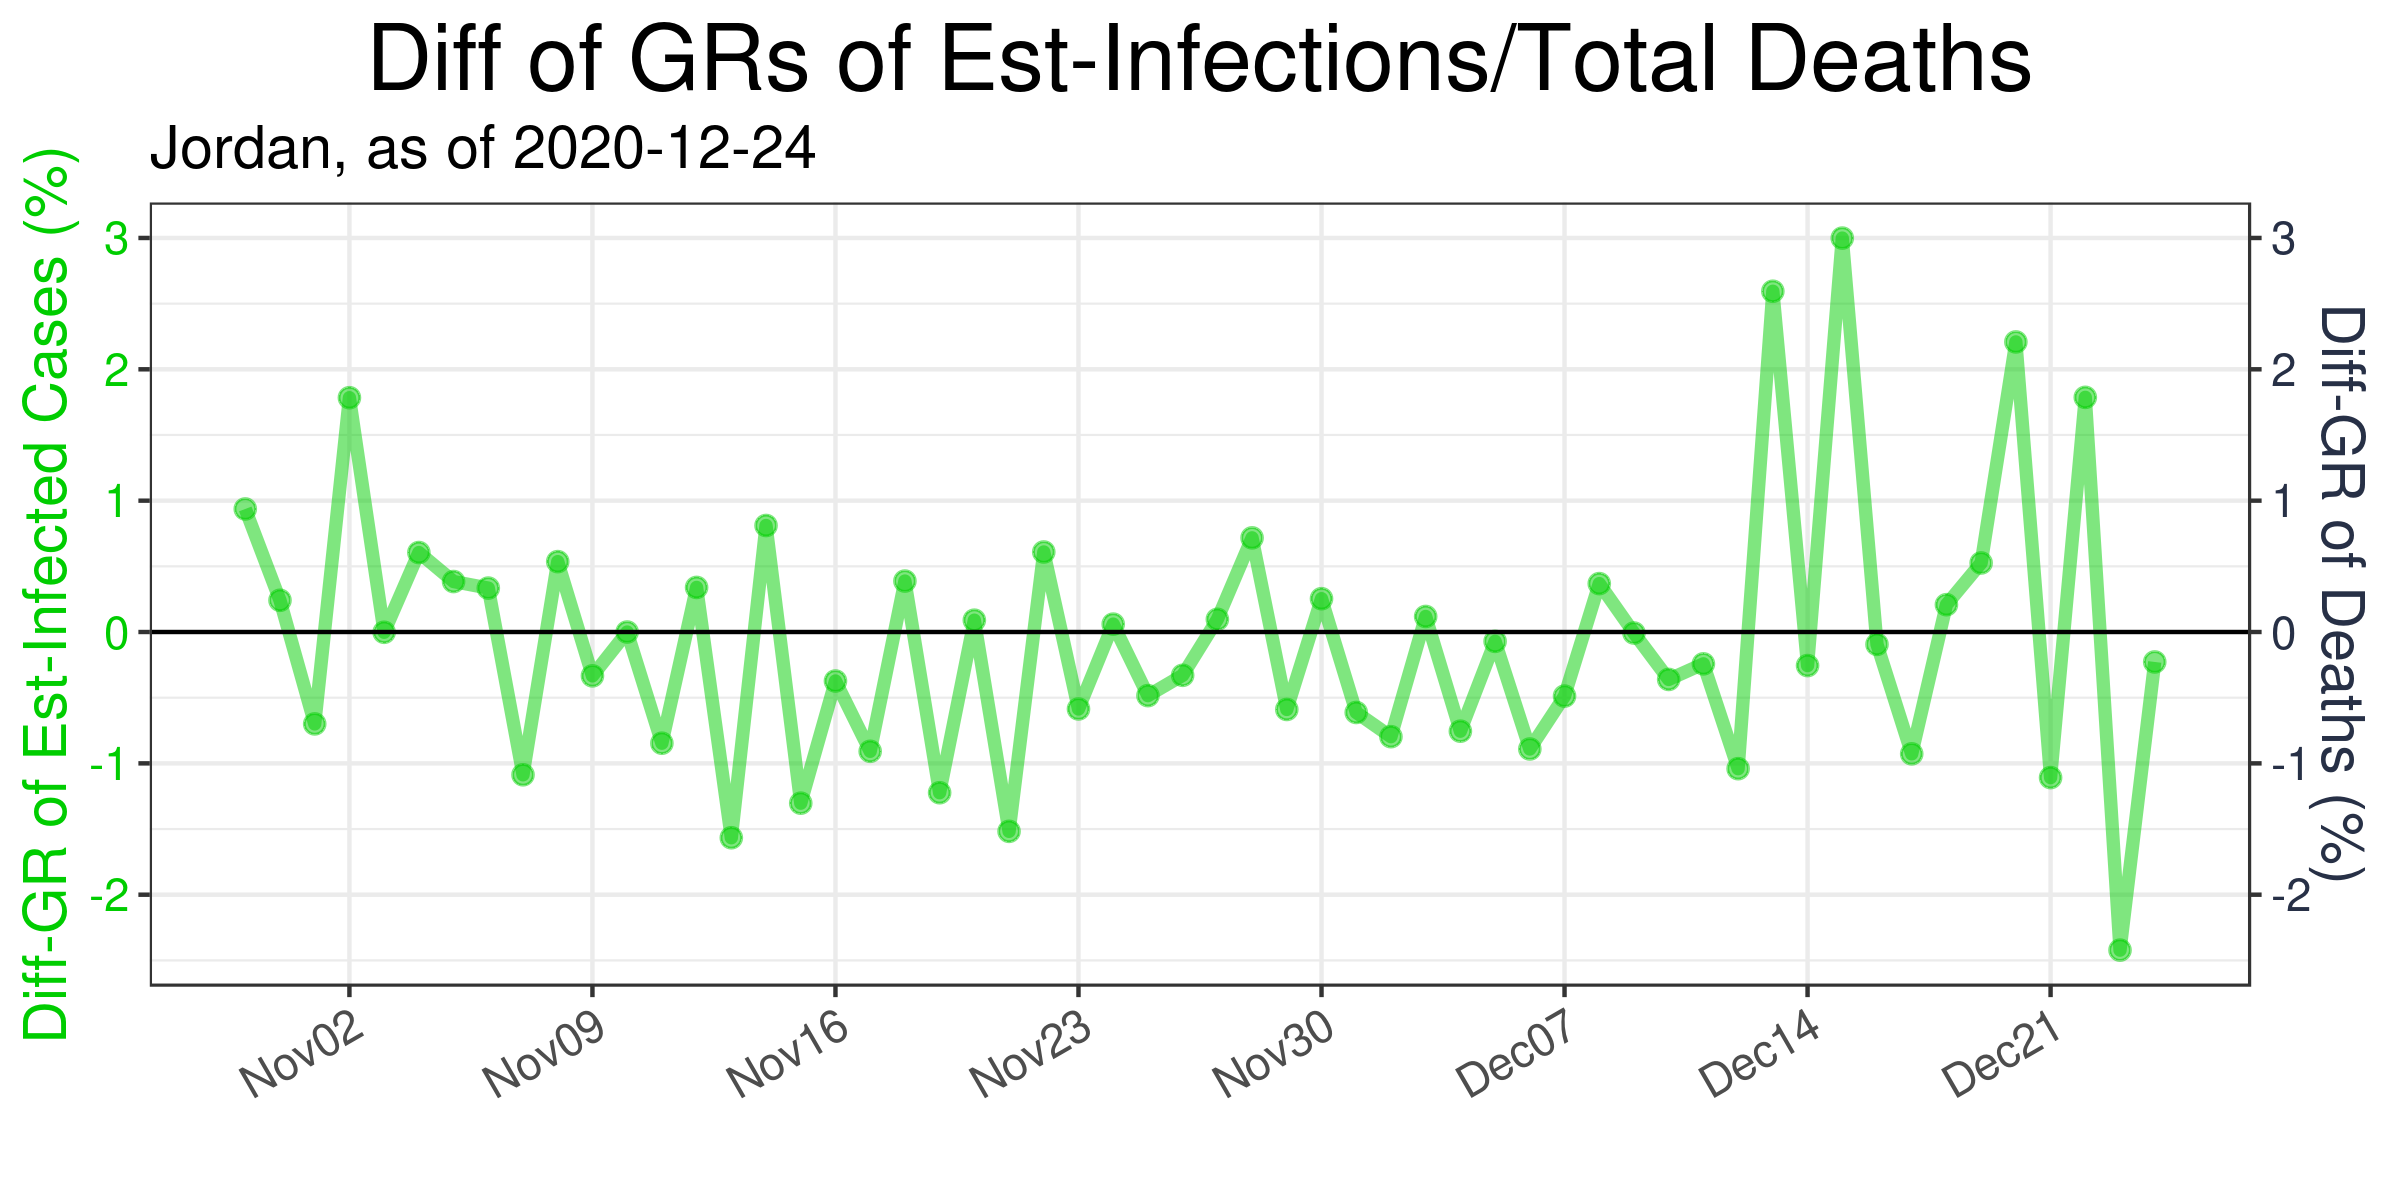 Diff of GRs of Est-Infections/Total Deaths
Jordan, as of 2020-12-24
Diff-GR of Est-Infected Cases (%)
3
2
1
0
-1
-2
3
2
1
0
-1
-2
Diff-GR of Deaths (%)
Nov02
Nov09
Nov16
Nov23
Nov30
Dec07
Dec14
Dec21